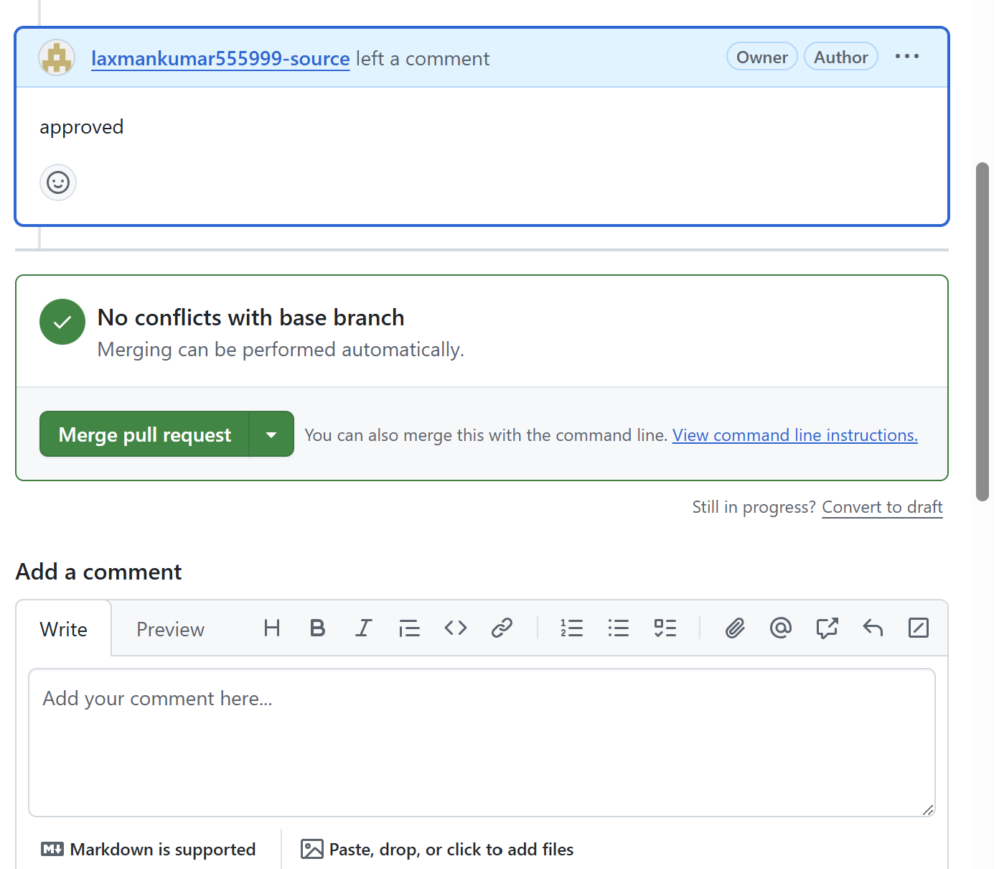 laxmankumar555999-source left a comment Owner Author
approved
No conflicts with base branch
Merging can be performed automatically.
Merge pull request You can also merge this with the command line. View command line instructions.
Still in progress? Convert to draft
Add a comment
Write Preview
Add your comment here...
Markdown is supported Paste, drop, or click to add files